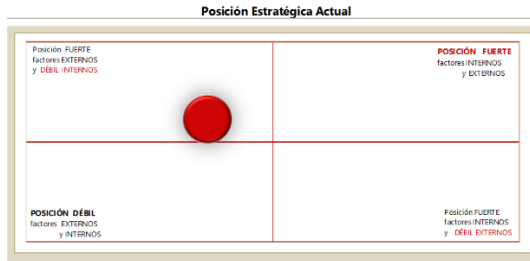 Posición Estratégica Actual
Posición FUERTE
factores EXTERNOS
y DÉBIL INTERNOS
POSICIÓN FUERTE
factores INTERNOS
y EXTERNOS
POSICIÓN DÉBIL
factores EXTERNOS
y INTERNOS
Posición FUERTE
factores INTERNOS
y DÉBIL EXTERNOS